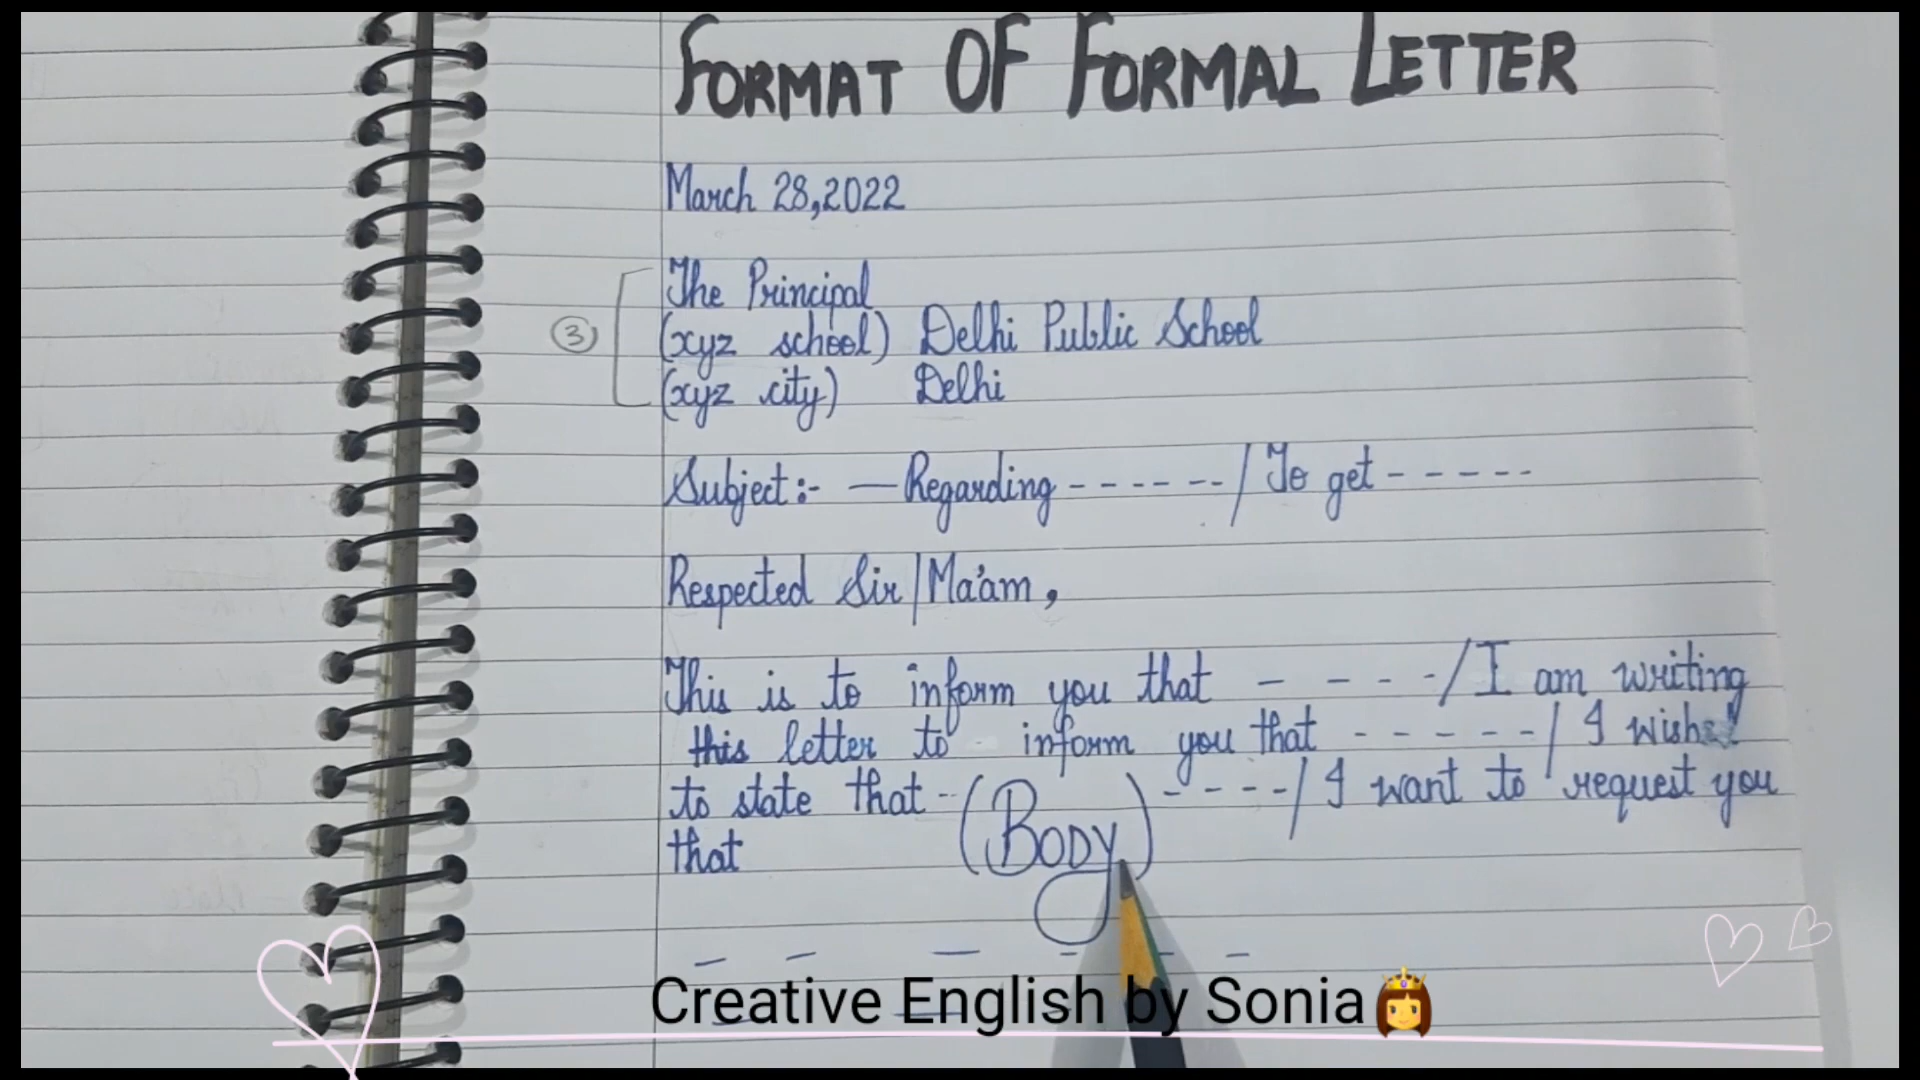 FORMAT OF FORMAL LETTER
March 28,2022
The Principal
③ (xyz school) Delhi Public School
(xyz city) Delhi
Subject:- — Regarding ------/ To get -----
Respected Sir/Ma'am,
This is to inform you that - - - -/ I am writing
this letter to inform you that -----/ I wish
to state that -- (BODY) ----/ I want to request you
that
Creative English by Sonia👸